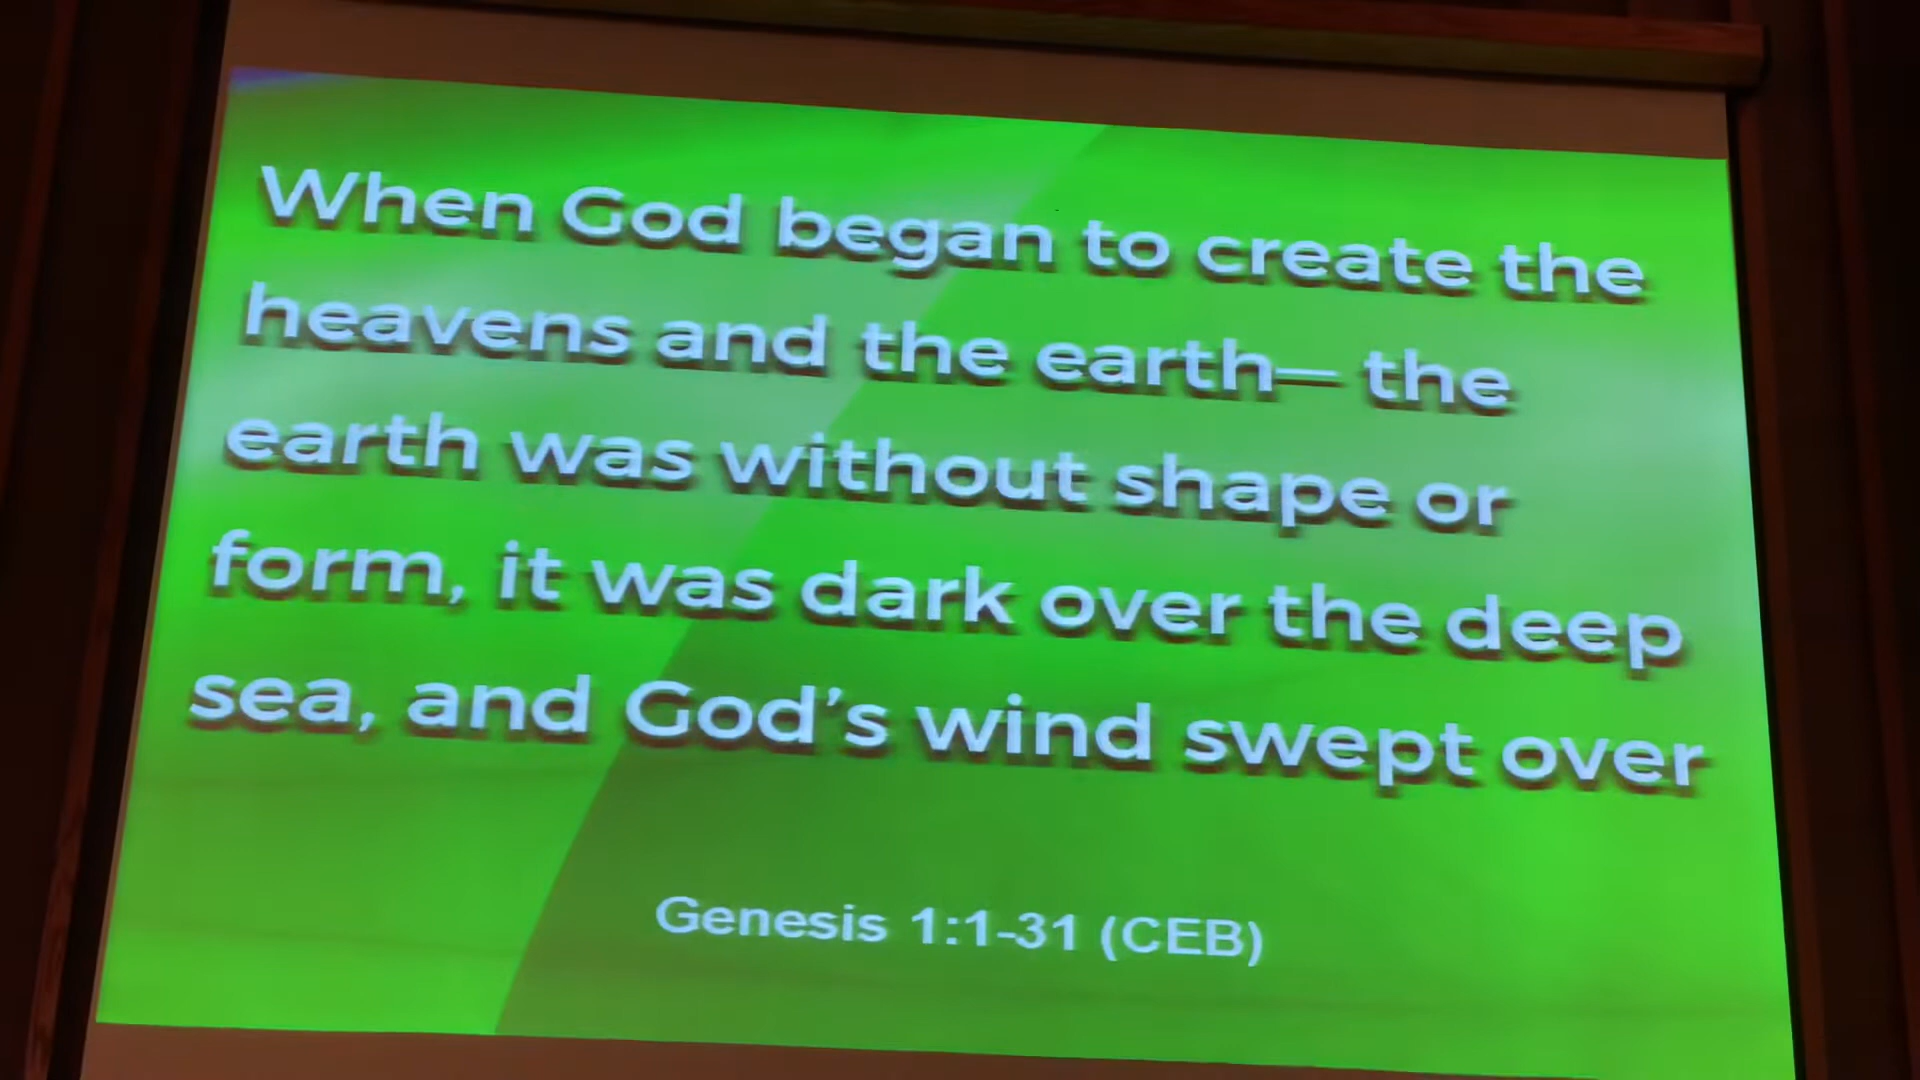 When God began to create the
heavens and the earth— the
earth was without shape or
form, it was dark over the deep
sea, and God’s wind swept over
Genesis 1:1-31 (CEB)